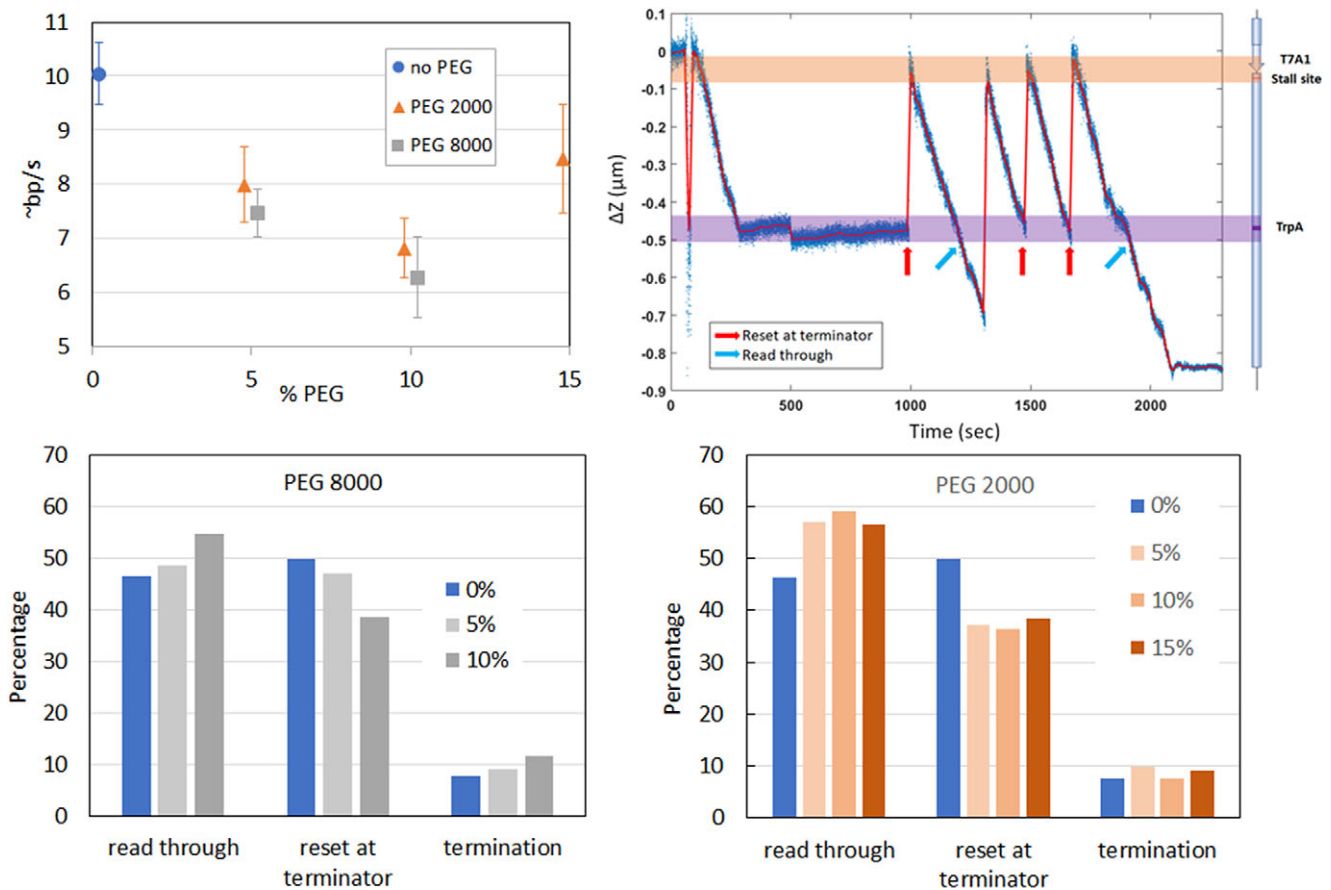 11
10
9
8
7
6
5
~bp/s
no PEG
PEG 2000
PEG 8000
0
5
10
15
% PEG
0.1
0
-0.1
-0.2
-0.3
-0.4
-0.5
-0.6
-0.7
-0.8
-0.9
ΔZ (μm)
Reset at terminator
Read through
0
500
1000
1500
2000
Time (sec)
T7A1
Stall site
TrpA
70
60
50
40
30
20
10
0
Percentage
PEG 8000
0%
5%
10%
read through
reset at
terminator
termination
70
60
50
40
30
20
10
0
Percentage
PEG 2000
0%
5%
10%
15%
read through
reset at
terminator
termination